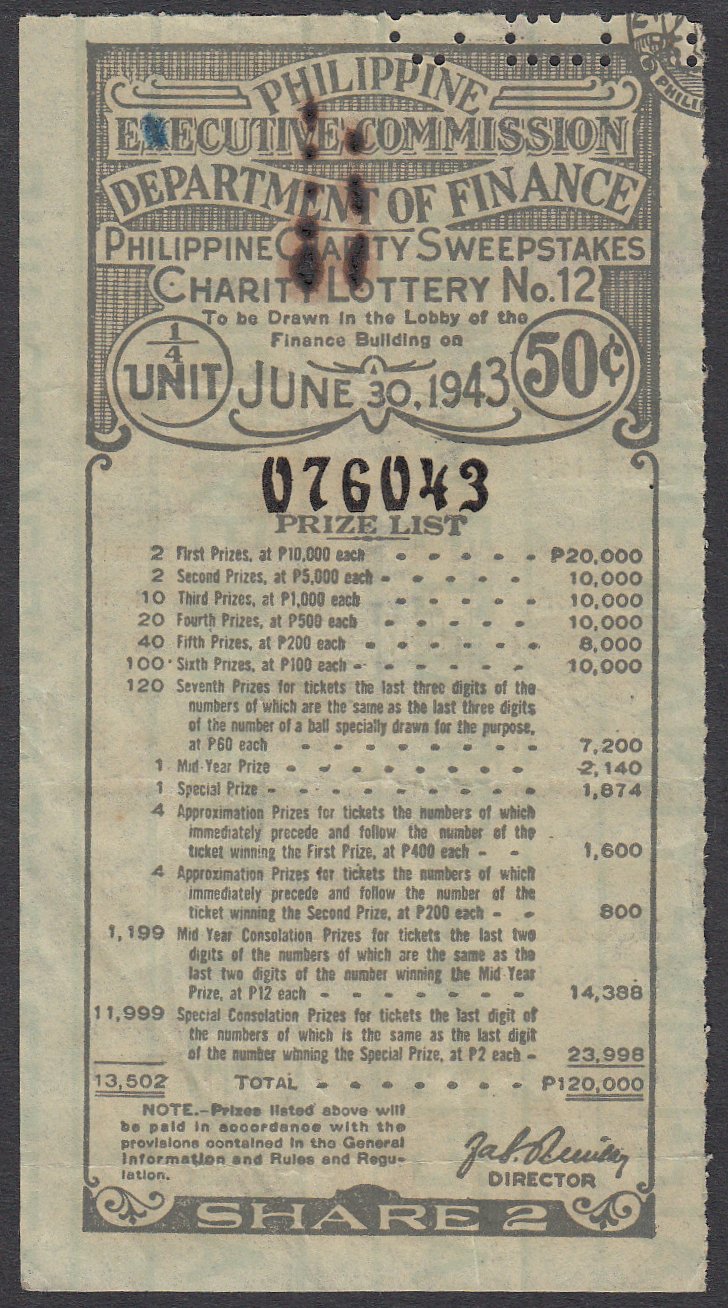 PHILIPPINE
EXECUTIVE COMMISSION
DEPARTMENT OF FINANCE
PHILIPPINE CHARITY SWEEPSTAKES
CHARITY LOTTERY No. 12
To be Drawn in the Lobby of the
Finance Building on
1/4 UNIT
JUNE 30, 1943
50¢
076043
PRIZE LIST
2 First Prizes, at ₱10,000 each - - - - - ₱20,000
2 Second Prizes, at ₱5,000 each - - - - - 10,000
10 Third Prizes, at ₱1,000 each - - - - - 10,000
20 Fourth Prizes, at ₱500 each - - - - - 10,000
40 Fifth Prizes, at ₱200 each - - - - - 8,000
100 Sixth Prizes, at ₱100 each - - - - - 10,000
120 Seventh Prizes for tickets the last three digits of the
numbers of which are the same as the last three digits
of the number of a ball specially drawn for the purpose,
at ₱60 each - - - - - - - 7,200
1 Mid-Year Prize - - - - - - - 2,140
1 Special Prize - - - - - - - 1,874
4 Approximation Prizes for tickets the numbers of which
immediately precede and follow the number of the
ticket winning the First Prize, at ₱400 each - - 1,600
4 Approximation Prizes for tickets the numbers of which
immediately precede and follow the number of the
ticket winning the Second Prize, at ₱200 each - - 800
1,199 Mid Year Consolation Prizes for tickets the last two
digits of the numbers of which are the same as the
last two digits of the number winning the Mid Year
Prize, at ₱12 each - - - - - - 14,388
11,999 Special Consolation Prizes for tickets the last digit of
the numbers of which is the same as the last digit
of the number winning the Special Prize, at ₱2 each - 23,998
13,502 TOTAL - - - - - - ₱120,000
NOTE.—Prizes listed above will
be paid in accordance with the
provisions contained in the General
Information and Rules and Regu-
lation.
DIRECTOR
SHARE 2
PHILI